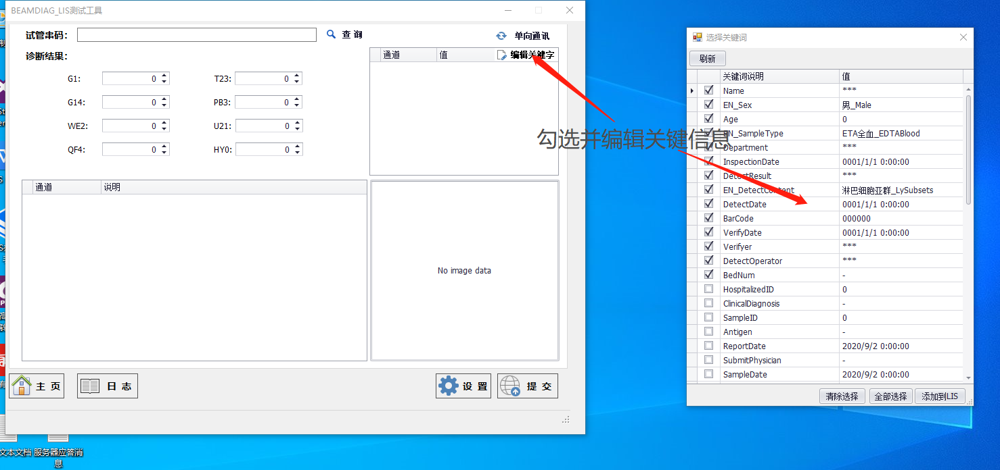 BEAMDIAG_LIS测试工具
试管串码:
查 询
单向通讯
诊断结果:
通道
值
编辑关键字
G1:
0
T23:
0
G14:
0
PB3:
0
WE2:
0
U21:
0
QF4:
0
HY0:
0
通道
说明
No image data
主 页
日 志
设 置
提 交
勾选并编辑关键信息
选择关键词
刷新
关键词说明
值
Name
***
EN_Sex
男_Male
Age
0
EN_SampleType
ETA全血_EDTABlood
Department
***
InspectionDate
0001/1/1 0:00:00
DetectResult
***
EN_DetectContent
淋巴细胞亚群_LySubsets
DetectDate
0001/1/1 0:00:00
BarCode
000000
VerifyDate
0001/1/1 0:00:00
Verifyer
***
DetectOperator
***
BedNum
-
HospitalizedID
0
ClinicalDiagnosis
-
SampleID
0
Antigen
-
ReportDate
2020/9/2 0:00:00
SubmitPhysician
-
SampleDate
2020/9/2 0:00:00
清除选择
全部选择
添加到LIS
文本文档
服务器应答消
息